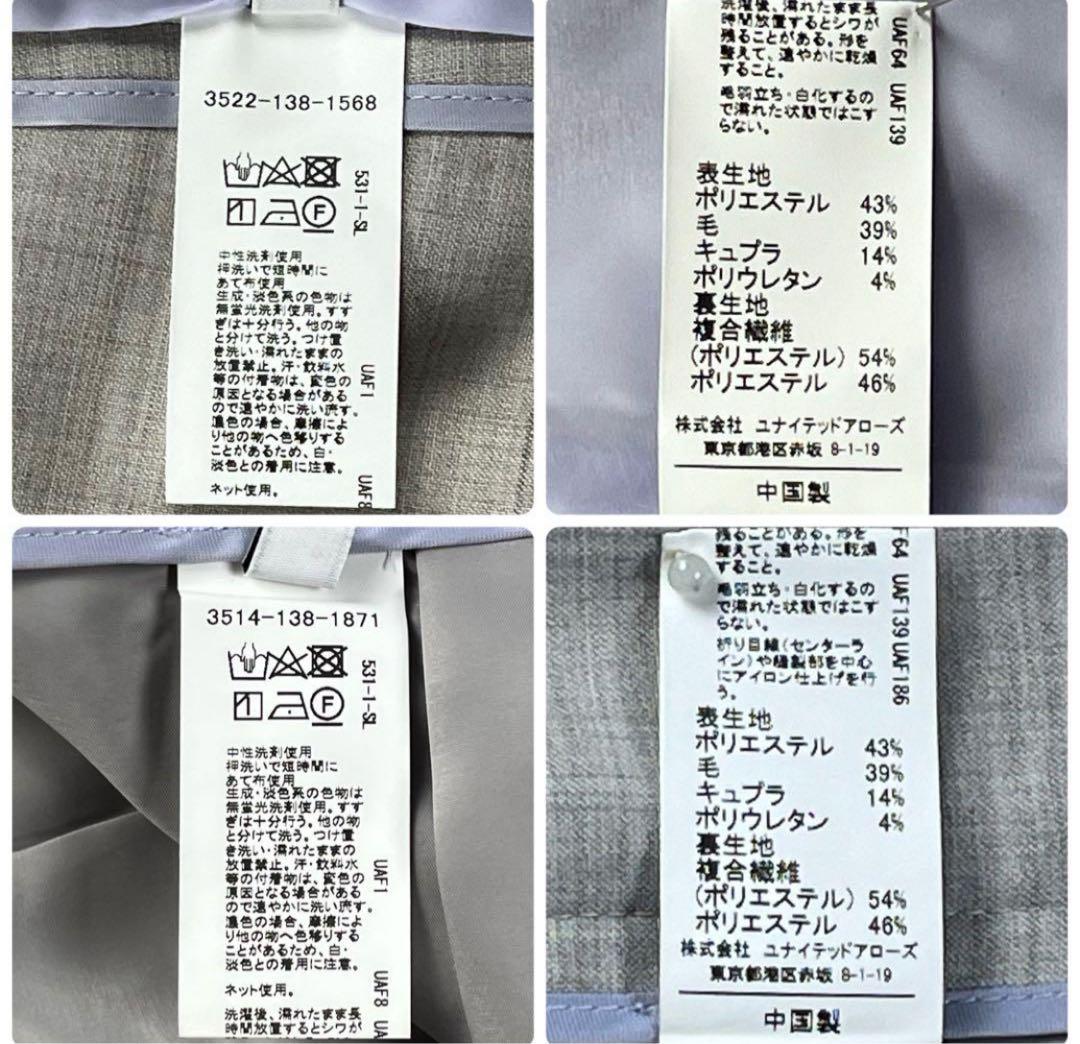 3522-138-1568
531-I-SL
中性洗剤使用
押洗いで短時間に
あて布使用
生成・淡色系の色物は
無蛍光洗剤使用。すす
ぎは十分行う。他の物
と分けて洗う。つけ置
き洗い・濡れたままの
放置禁止。汗・飲料水
等の付着物は、変色の
原因となる場合がある
ので速やかに洗い流す。
濃色の場合、摩擦によ
り他の物へ色移りする
ことがあるため、白・
淡色との着用に注意。
ネット使用。
UAF1
UAF8
洗濯後、濡れたまま長
時間放置するとシワが
残ることがある。形を
整えて、速やかに乾燥
すること。
毛羽立ち・白化するの
で濡れた状態ではこす
らない。
UAF64 UAF139
表生地
ポリエステル 43%
毛 39%
キュプラ 14%
ポリウレタン 4%
裏生地
複合繊維
(ポリエステル) 54%
ポリエステル 46%
株式会社 ユナイテッドアローズ
東京都港区赤坂 8-1-19
中国製
3514-138-1871
531-I-SL
中性洗剤使用
押洗いで短時間に
あて布使用
生成・淡色系の色物は
無蛍光洗剤使用。すす
ぎは十分行う。他の物
と分けて洗う。つけ置
き洗い・濡れたままの
放置禁止。汗・飲料水
等の付着物は、変色の
原因となる場合がある
ので速やかに洗い流す。
濃色の場合、摩擦によ
り他の物へ色移りする
ことがあるため、白・
淡色との着用に注意。
ネット使用。
洗濯後、濡れたまま長
時間放置するとシワが
UAF1
UAF8 UA
残ることがある。形を
整えて、速やかに乾燥
すること。
毛羽立ち・白化するの
で濡れた状態ではこす
らない。
折り目線(センターラ
イン)や縫製部を中心
にアイロン仕上げを行
う。
F64 UAF139 UAF186
表生地
ポリエステル 43%
毛 39%
キュプラ 14%
ポリウレタン 4%
裏生地
複合繊維
(ポリエステル) 54%
ポリエステル 46%
株式会社 ユナイテッドアローズ
東京都港区赤坂 8-1-19
中国製